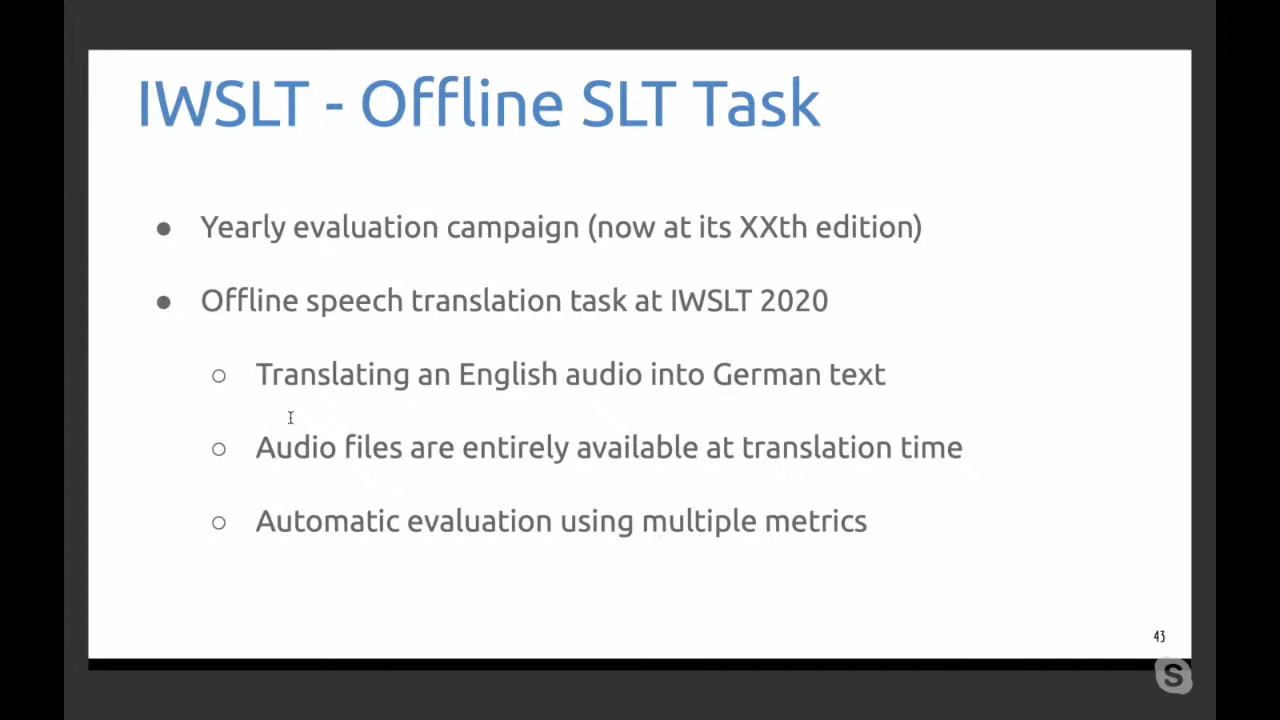 IWSLT - Offline SLT Task
● Yearly evaluation campaign (now at its XXth edition)
● Offline speech translation task at IWSLT 2020
○ Translating an English audio into German text
○ Audio files are entirely available at translation time
○ Automatic evaluation using multiple metrics
43
S